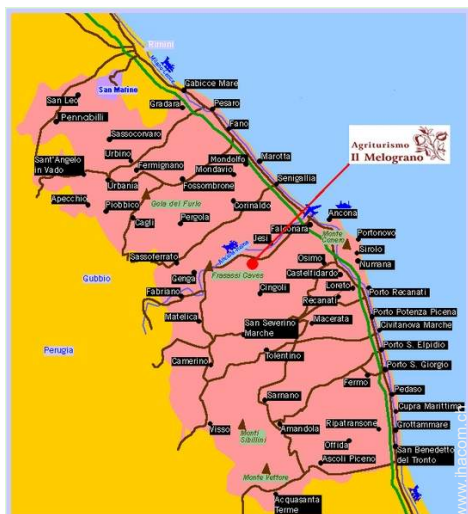 Rimini
San Marino
Gabicce Mare
San Leo
Gradara
Pesaro
Pennabilli
Fano
Sassocorvaro
Agriturismo
Il Melograno
Urbino
Mondolfo
Marotta
Sant'Angelo
in Vado
Fermignano
Mondavio
Senigallia
Urbania
Fossombrone
Apecchio
Piobbico
Gola del Furlo
Corinaldo
Ancona
Cagli
Pergola
Falconara
Portonovo
Jesi
Monte
Conero
Sirolo
Sassoferrato
Osimo
Numana
Gubbio
Genga
Frasassi Caves
Castelfidardo
Fabriano
Cingoli
Loreto
Porto Recanati
Recanati
Matelica
Porto Potenza Picena
San Severino
Marche
Macerata
Civitanova Marche
Perugia
Porto S. Elpidio
Camerino
Tolentino
Porto S. Giorgio
Fermo
Sarnano
Pedaso
Cupra Marittima
Visso
Amandola
Ripatransone
Grottammare
Monti
Sibillini
Offida
San Benedetto
del Tronto
Ascoli Piceno
Monte Vettore
Acquasanta
Terme